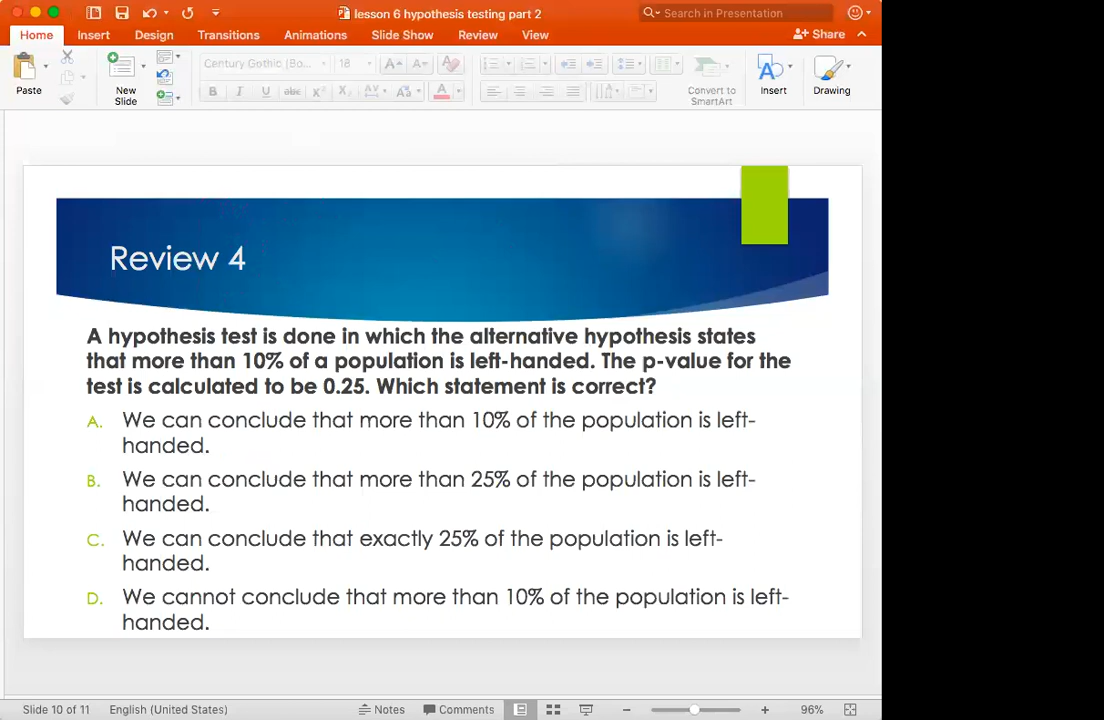 lesson 6 hypothesis testing part 2
Search in Presentation
Home Insert Design Transitions Animations Slide Show Review View
Share
Century Gothic (Bo... 18
Paste
New
Slide
Convert to
SmartArt
Insert
Drawing
Review 4
A hypothesis test is done in which the alternative hypothesis states
that more than 10% of a population is left-handed. The p-value for the
test is calculated to be 0.25. Which statement is correct?
A. We can conclude that more than 10% of the population is left-
handed.
B. We can conclude that more than 25% of the population is left-
handed.
C. We can conclude that exactly 25% of the population is left-
handed.
D. We cannot conclude that more than 10% of the population is left-
handed.
Slide 10 of 11 English (United States) Notes Comments 96%